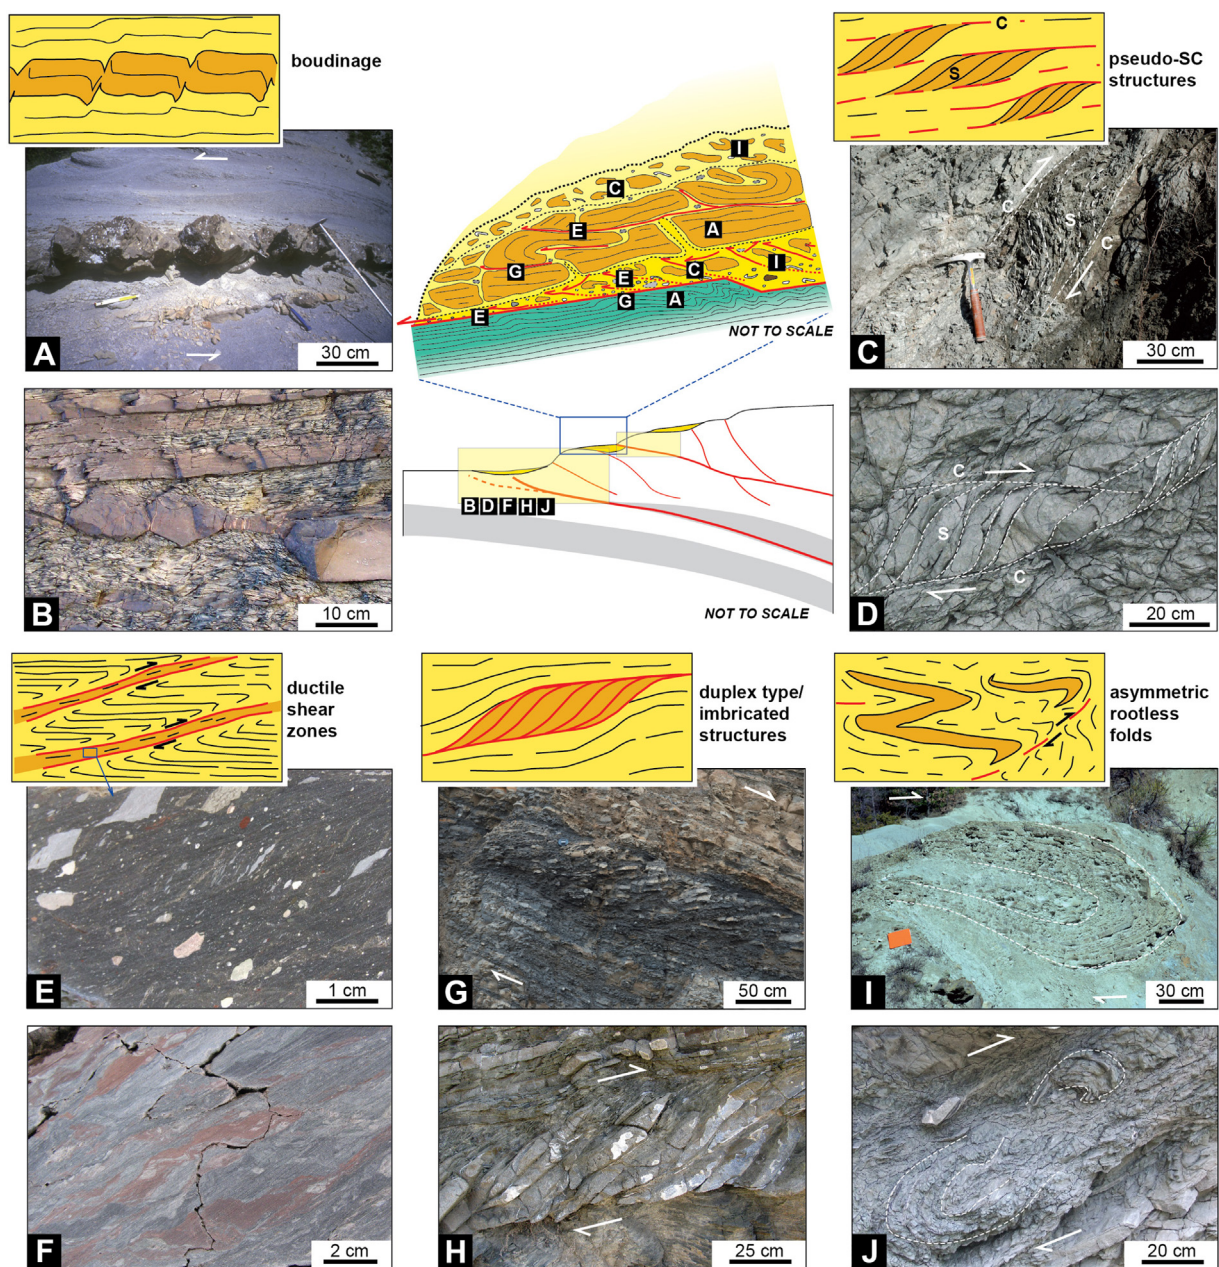 boudinage
A
30 cm
B
10 cm
I
C
E
A
G
E
C
I
G
A
E
NOT TO SCALE
B D F H J
NOT TO SCALE
C
S
pseudo-SC
structures
C
S
C
C
30 cm
C
S
C
D
20 cm
ductile
shear
zones
E
1 cm
F
2 cm
duplex type/
imbricated
structures
G
50 cm
H
25 cm
asymmetric
rootless
folds
I
30 cm
J
20 cm